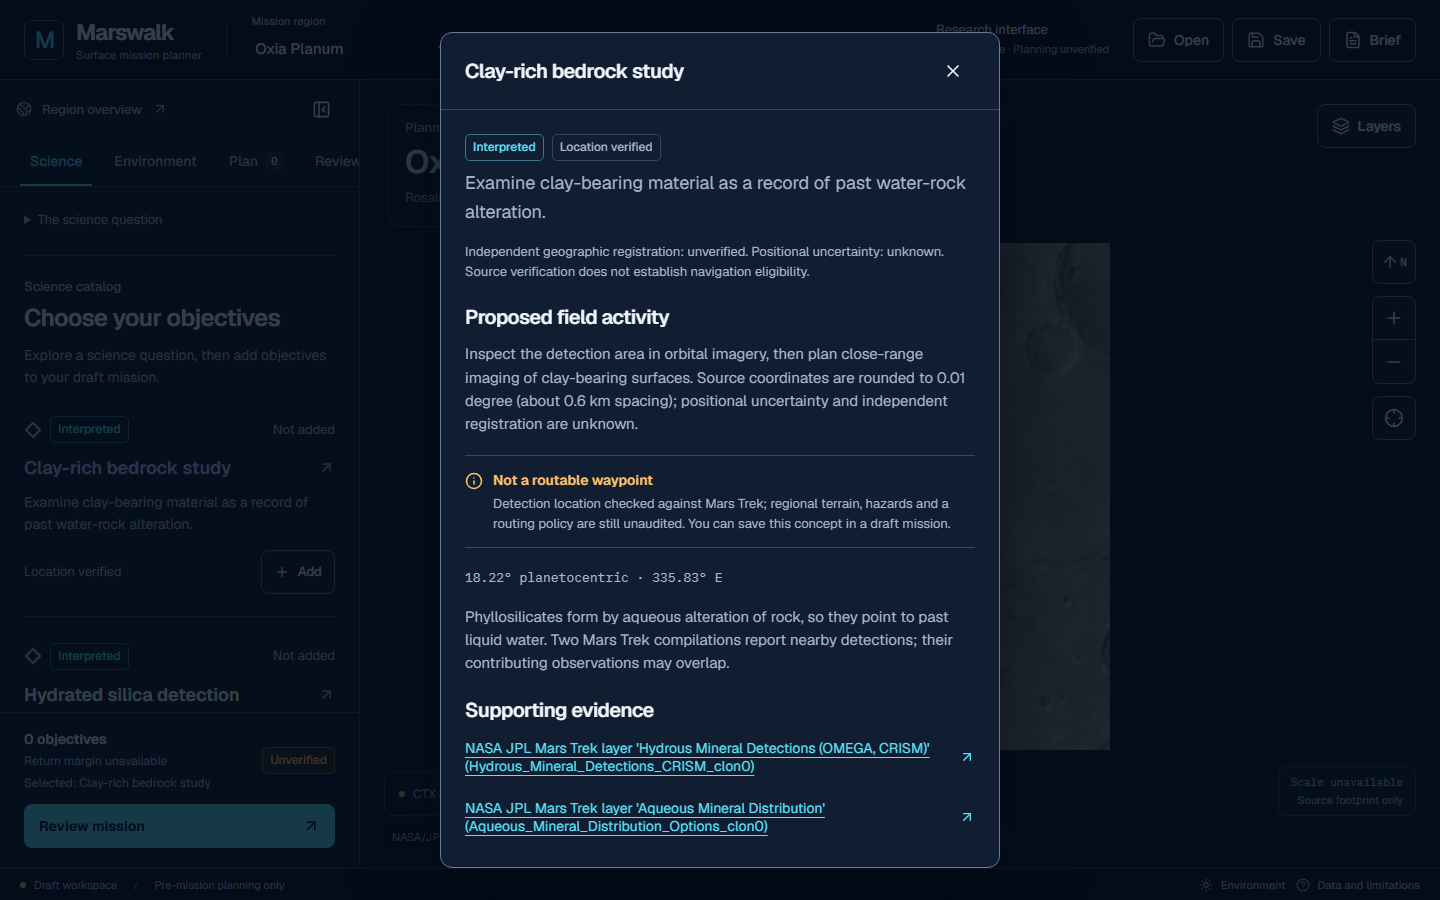 M
Marswalk
Surface mission planner
Mission region
Oxia Planum
Research interface
· Planning unverified
Open
Save
Brief
Region overview
Science
Environment
Plan 0
Review
The science question
Science catalog
Choose your objectives
Explore a science question, then add objectives
to your draft mission.
Interpreted
Not added
Clay-rich bedrock study
Examine clay-bearing material as a record of
past water-rock alteration.
Location verified
Add
Interpreted
Not added
Hydrated silica detection
0 objectives
Return margin unavailable
Selected: Clay-rich bedrock study
Unverified
Review mission
Clay-rich bedrock study
Interpreted
Location verified
Examine clay-bearing material as a record of past water-rock
alteration.
Independent geographic registration: unverified. Positional uncertainty: unknown.
Source verification does not establish navigation eligibility.
Proposed field activity
Inspect the detection area in orbital imagery, then plan close-range
imaging of clay-bearing surfaces. Source coordinates are rounded to 0.01
degree (about 0.6 km spacing); positional uncertainty and independent
registration are unknown.
Not a routable waypoint
Detection location checked against Mars Trek; regional terrain, hazards and a
routing policy are still unaudited. You can save this concept in a draft mission.
18.22° planetocentric · 335.83° E
Phyllosilicates form by aqueous alteration of rock, so they point to past
liquid water. Two Mars Trek compilations report nearby detections; their
contributing observations may overlap.
Supporting evidence
NASA JPL Mars Trek layer 'Hydrous Mineral Detections (OMEGA, CRISM)'
(Hydrous_Mineral_Detections_CRISM_clon0)
NASA JPL Mars Trek layer 'Aqueous Mineral Distribution'
(Aqueous_Mineral_Distribution_Options_clon0)
Layers
N
CTX
NASA/JP
Scale unavailable
Source footprint only
Draft workspace / Pre-mission planning only
Environment
Data and limitations